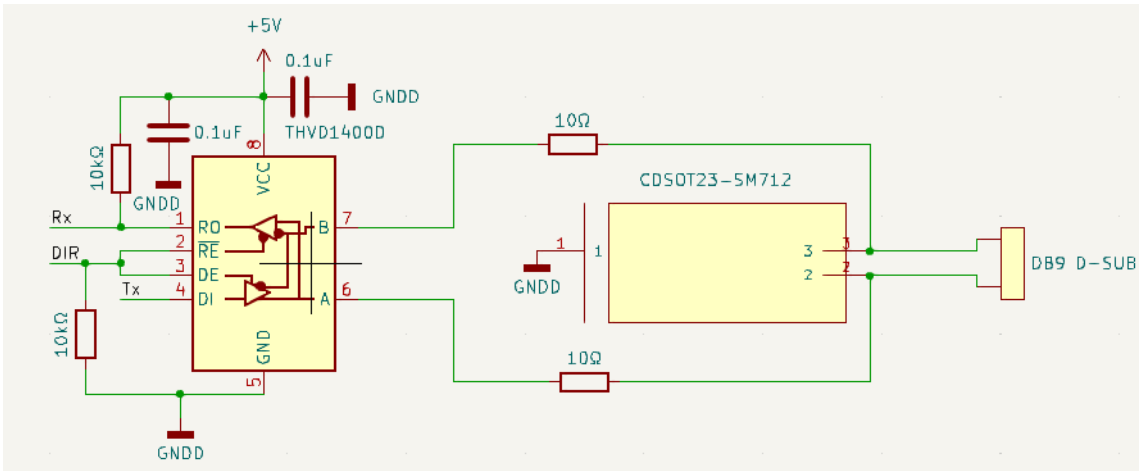 +5V
0.1uF
GNDD
0.1uF
THVD1400D
10kΩ
GNDD
8
VCC
Rx
1
RO
B
7
2
RE
DIR
3
DE
Tx
4
DI
A
6
10kΩ
GND
5
GNDD
10Ω
CDSOT23-SM712
1
1
GNDD
3
3
2
2
10Ω
DB9 D-SUB